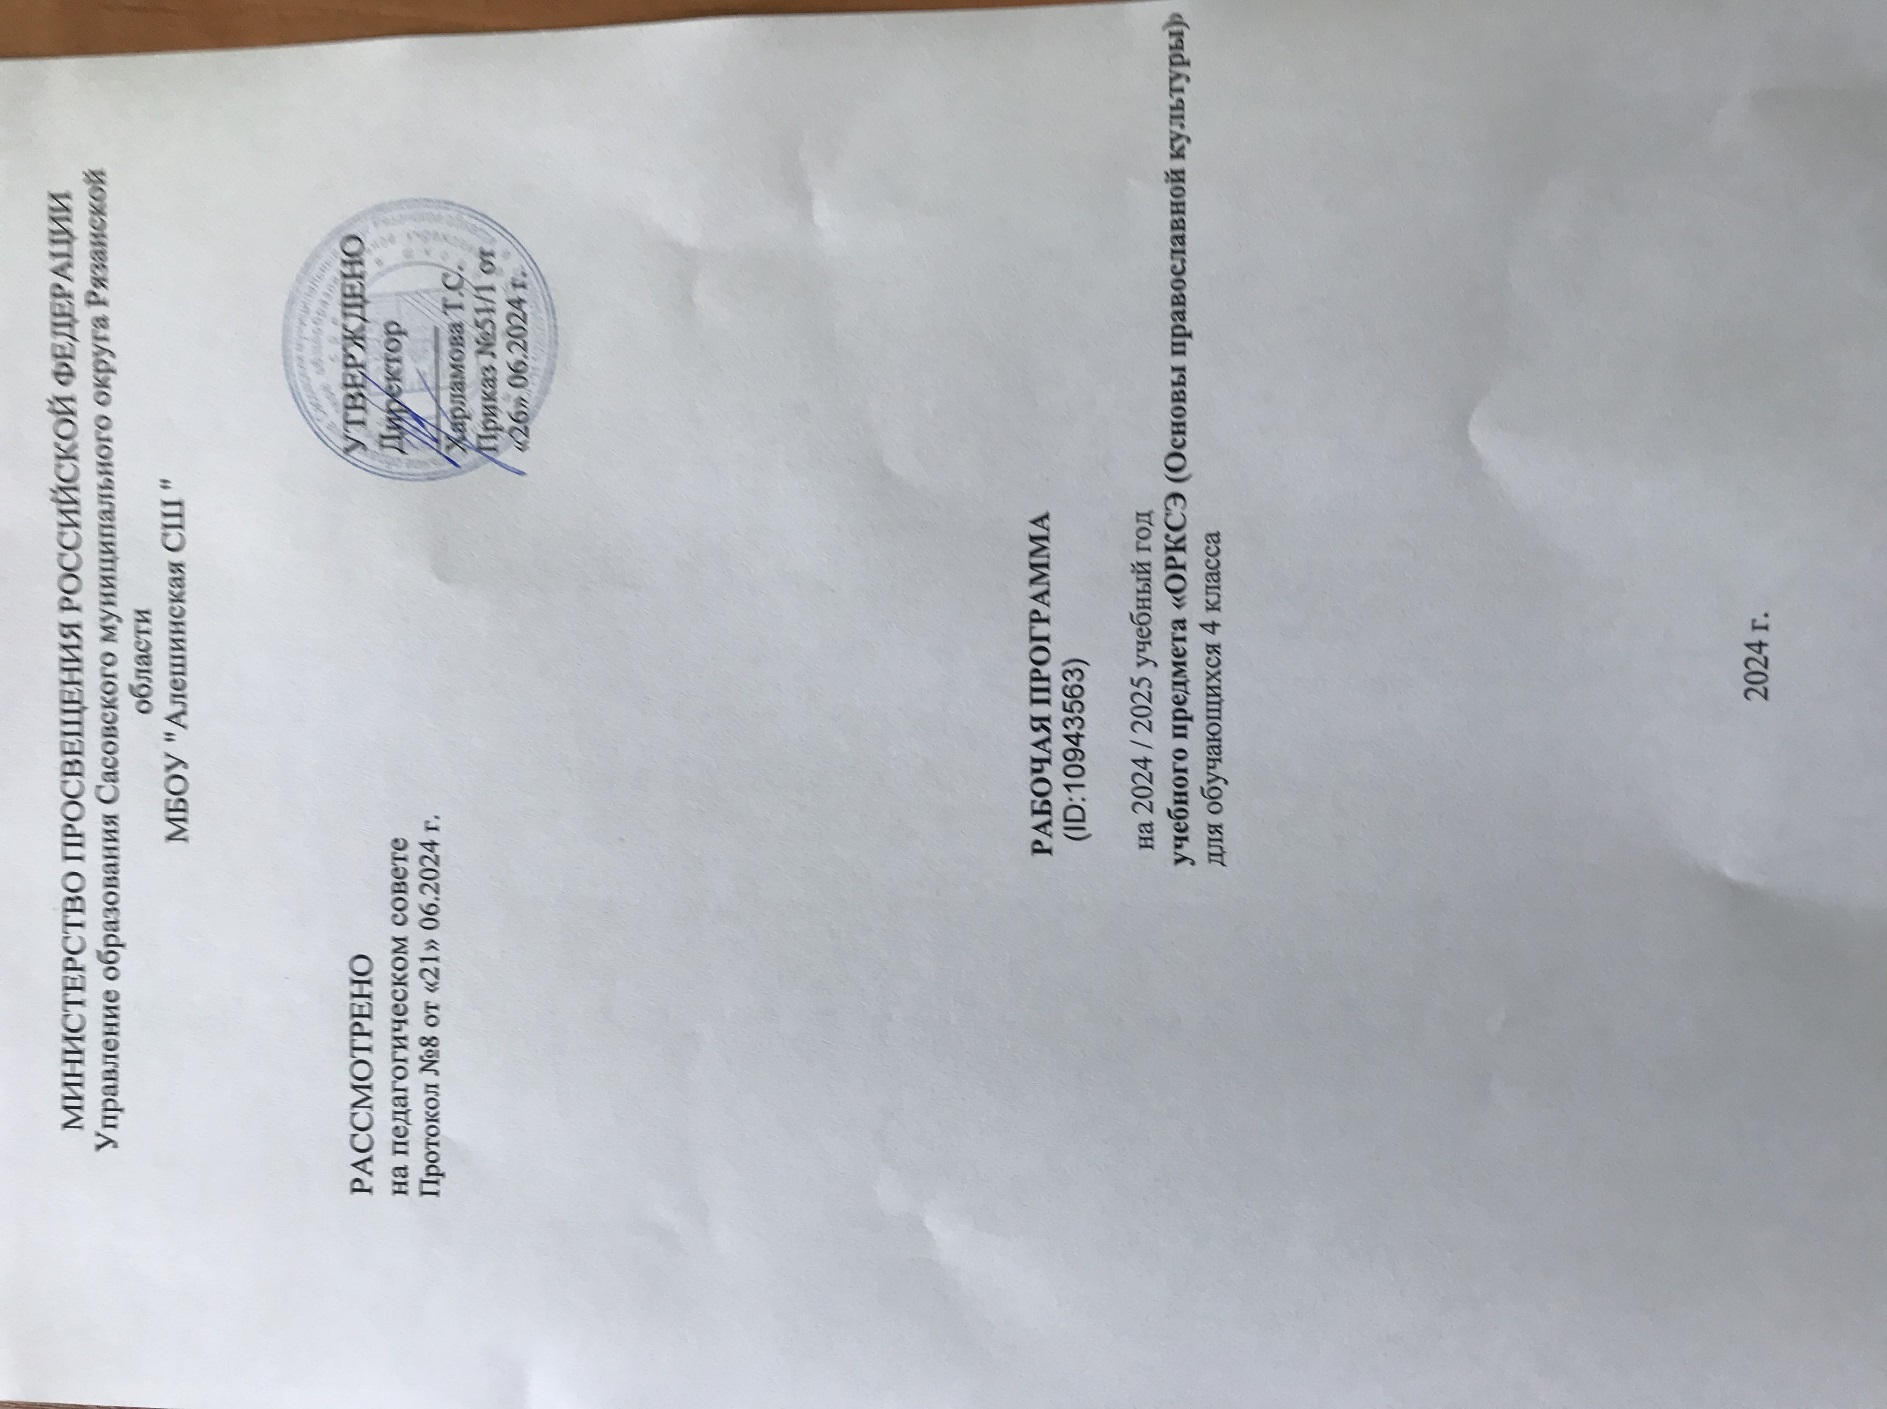 МИНИСТЕРСТВО ПРОСВЕЩЕНИЯ РОССИЙСКОЙ ФЕДЕРАЦИИ
Управление образования Сасовского муниципального округа Рязанской
области
МБОУ "Алешинская СШ "
РАССМОТРЕНО
на педагогическом совете
Протокол №8 от «21» 06.2024 г.
УТВЕРЖДЕНО
Директор
Харламова Т.С.
Приказ №51/1 от
«26» 06.2024 г.
РАБОЧАЯ ПРОГРАММА
(ID:10943563)
на 2024 / 2025 учебный год
учебного предмета «ОРКСЭ (Основы православной культуры)»
для обучающихся 4 класса
2024 г.